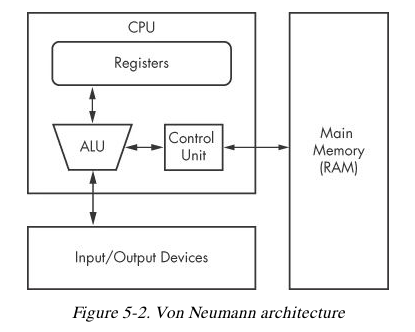 CPU
Registers
ALU
Control
Unit
Main
Memory
(RAM)
Input/Output Devices
Figure 5-2. Von Neumann architecture